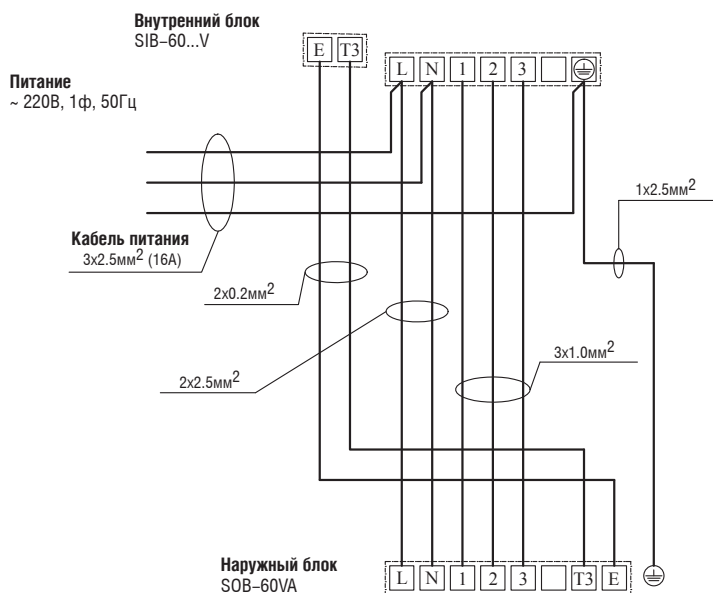 Внутренний блок
SIB–60...V
E T3
L N 1 2 3
Питание
~ 220В, 1ф, 50Гц
1x2.5мм²
Кабель питания
3x2.5мм² (16А)
2x0.2мм²
3x1.0мм²
2x2.5мм²
Наружный блок
SOB–60VA
L N 1 2 3 T3 E